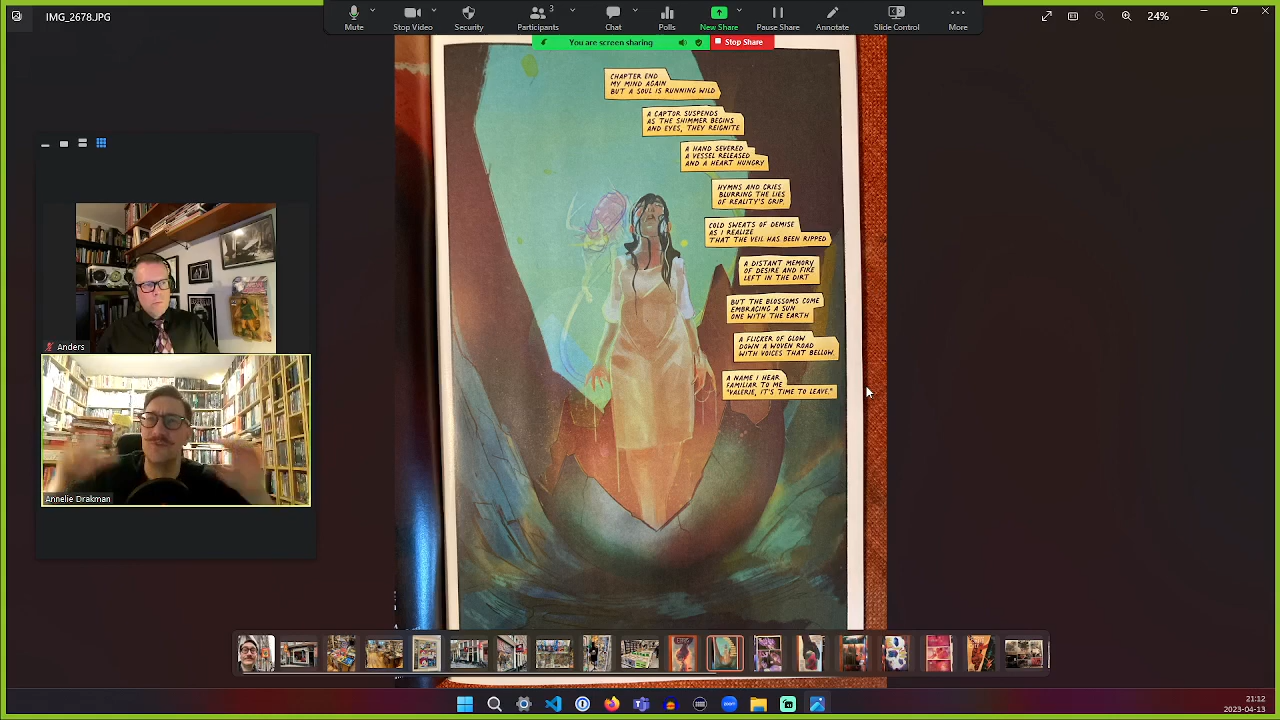 IMG_2678.JPG
Mute
Stop Video
Security
Participants
3
Chat
Polls
New Share
Pause Share
Annotate
Slide Control
More
24%
You are screen sharing
Stop Share
CHAPTER END
MY MIND AGAIN
BUT A SOUL IS RUNNING WILD
A CAPTOR SUSPENDS
AS THE SHIMMER BEGINS
AND EYES, THEY REIGNITE
A HAND SEVERED
A VESSEL RELEASED
AND A HEART HUNGRY
HYMNS AND CRIES
BLURRING THE LIES
OF REALITY'S GRIP.
COLD SWEATS OF DEMISE
AS I REALIZE
THAT THE VEIL HAS BEEN RIPPED
A DISTANT MEMORY
OF DESIRE AND FIRE
LEFT IN THE DIRT
BUT THE BLOSSOMS COME
EMBRACING A SUN
ONE WITH THE EARTH
A FLICKER OF GLOW
DOWN A WOVEN ROAD
WITH VOICES THAT BELLOW.
A NAME I HEAR
FAMILIAR TO ME
"VALERIE, IT'S TIME TO LEAVE."
Anders
Annelie Drakman
zoom
21:12
2023-04-13